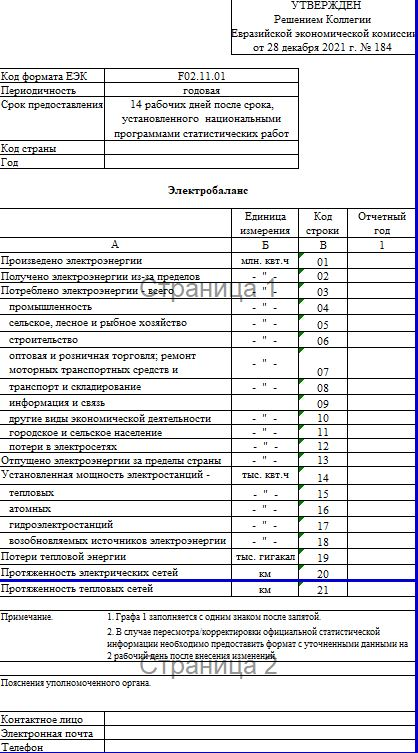 УТВЕРЖДЕН
Решением Коллегии
Евразийской экономической комиссии
от 28 декабря 2021 г. № 184
Код формата ЕЭК F02.11.01
Периодичность годовая
Срок предоставления 14 рабочих дней после срока,
установленного национальными
программами статистических работ
Код страны
Год
Электробаланс
Единица измерения Код строки Отчетный год
А Б В 1
Произведено электроэнергии млн. квт.ч 01
Получено электроэнергии из-за пределов - " - 02
Потреблено электроэнергии - всего - " - 03
промышленность - " - 04
сельское, лесное и рыбное хозяйство - " - 05
строительство - " - 06
оптовая и розничная торговля; ремонт
моторных транспортных средств и - " - 07
транспорт и складирование - " - 08
информация и связь - " - 09
другие виды экономической деятельности - " - 10
городское и сельское население - " - 11
потери в электросетях - " - 12
Отпущено электроэнергии за пределы страны - " - 13
Установленная мощность электростанций - тыс. квт.ч 14
тепловых - " - 15
атомных - " - 16
гидроэлектростанций - " - 17
возобновляемых источников электроэнергии - " - 18
Потери тепловой энергии тыс. гигакал 19
Протяженность электрических сетей км 20
Протяженность тепловых сетей км 21
Страница 1
Примечание. 1. Графа 1 заполняется с одним знаком после запятой.
2. В случае пересмотра/корректировки официальной статистической
информации необходимо предоставить формат с уточненными данными на
2 рабочий день после внесения изменений.
Страница 2
Пояснения уполномоченного органа.
Контактное лицо
Электронная почта
Телефон